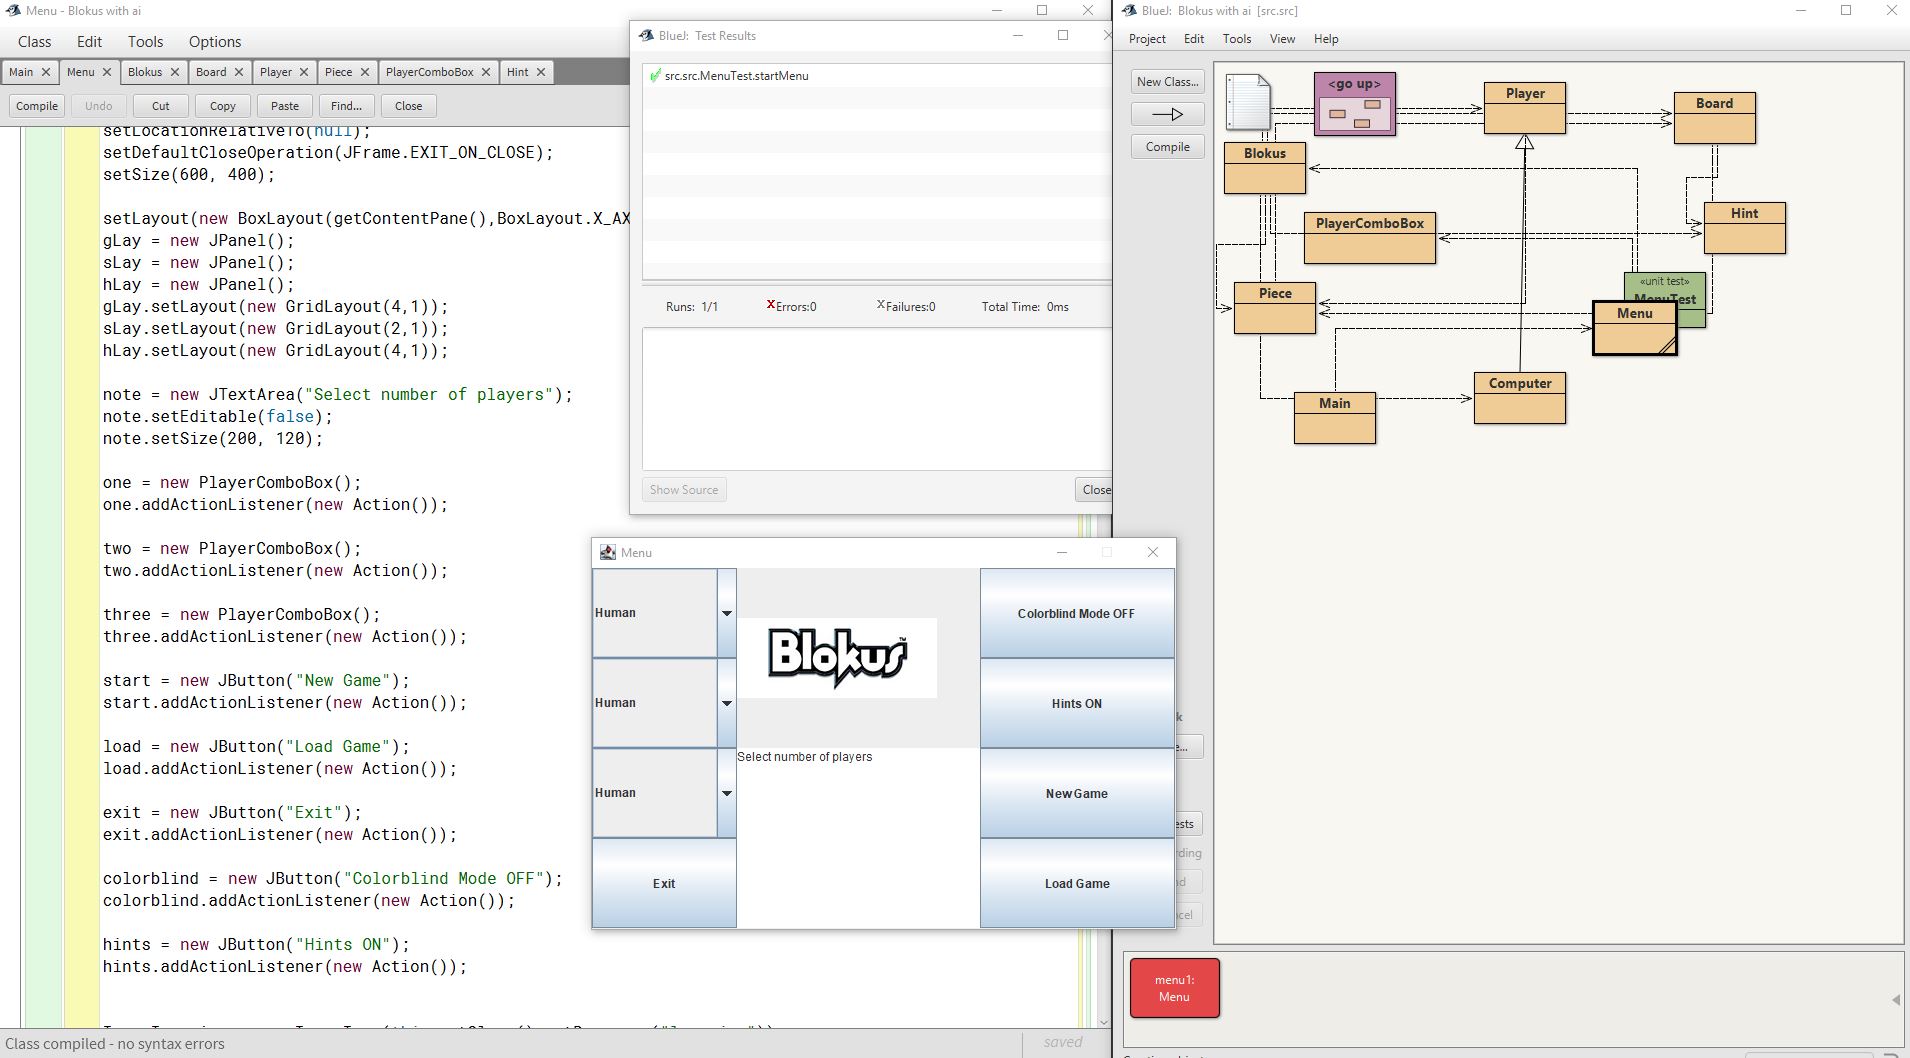 Menu - Blokus with ai
Class Edit Tools Options
Main Menu Blokus Board Player Piece PlayerComboBox Hint
Compile Undo Cut Copy Paste Find... Close
setLocationRelativeTo(null);
setDefaultCloseOperation(JFrame.EXIT_ON_CLOSE);
setSize(600, 400);
setLayout(new BoxLayout(getContentPane(),BoxLayout.X_AX
gLay = new JPanel();
sLay = new JPanel();
hLay = new JPanel();
gLay.setLayout(new GridLayout(4,1));
sLay.setLayout(new GridLayout(2,1));
hLay.setLayout(new GridLayout(4,1));
note = new JTextArea("Select number of players");
note.setEditable(false);
note.setSize(200, 120);
one = new PlayerComboBox();
one.addActionListener(new Action());
two = new PlayerComboBox();
two.addActionListener(new Action());
three = new PlayerComboBox();
three.addActionListener(new Action());
start = new JButton("New Game");
start.addActionListener(new Action());
load = new JButton("Load Game");
load.addActionListener(new Action());
exit = new JButton("Exit");
exit.addActionListener(new Action());
colorblind = new JButton("Colorblind Mode OFF");
colorblind.addActionListener(new Action());
hints = new JButton("Hints ON");
hints.addActionListener(new Action());
Class compiled - no syntax errors
saved
BlueJ: Test Results
src.src.MenuTest.startMenu
Runs: 1/1 Errors:0 Failures:0 Total Time: 0ms
Show Source Close
Menu
Human
Human
Human
Exit
Blokus™
Select number of players
Colorblind Mode OFF
Hints ON
New Game
Load Game
BlueJ: Blokus with ai [src.src]
Project Edit Tools View Help
New Class...
Compile
<go up>
Player
Board
Blokus
Hint
PlayerComboBox
«unit test»
MenuTest
Piece
Menu
Computer
Main
k
e...
ests
rding
nd
ncel
menu1:
Menu